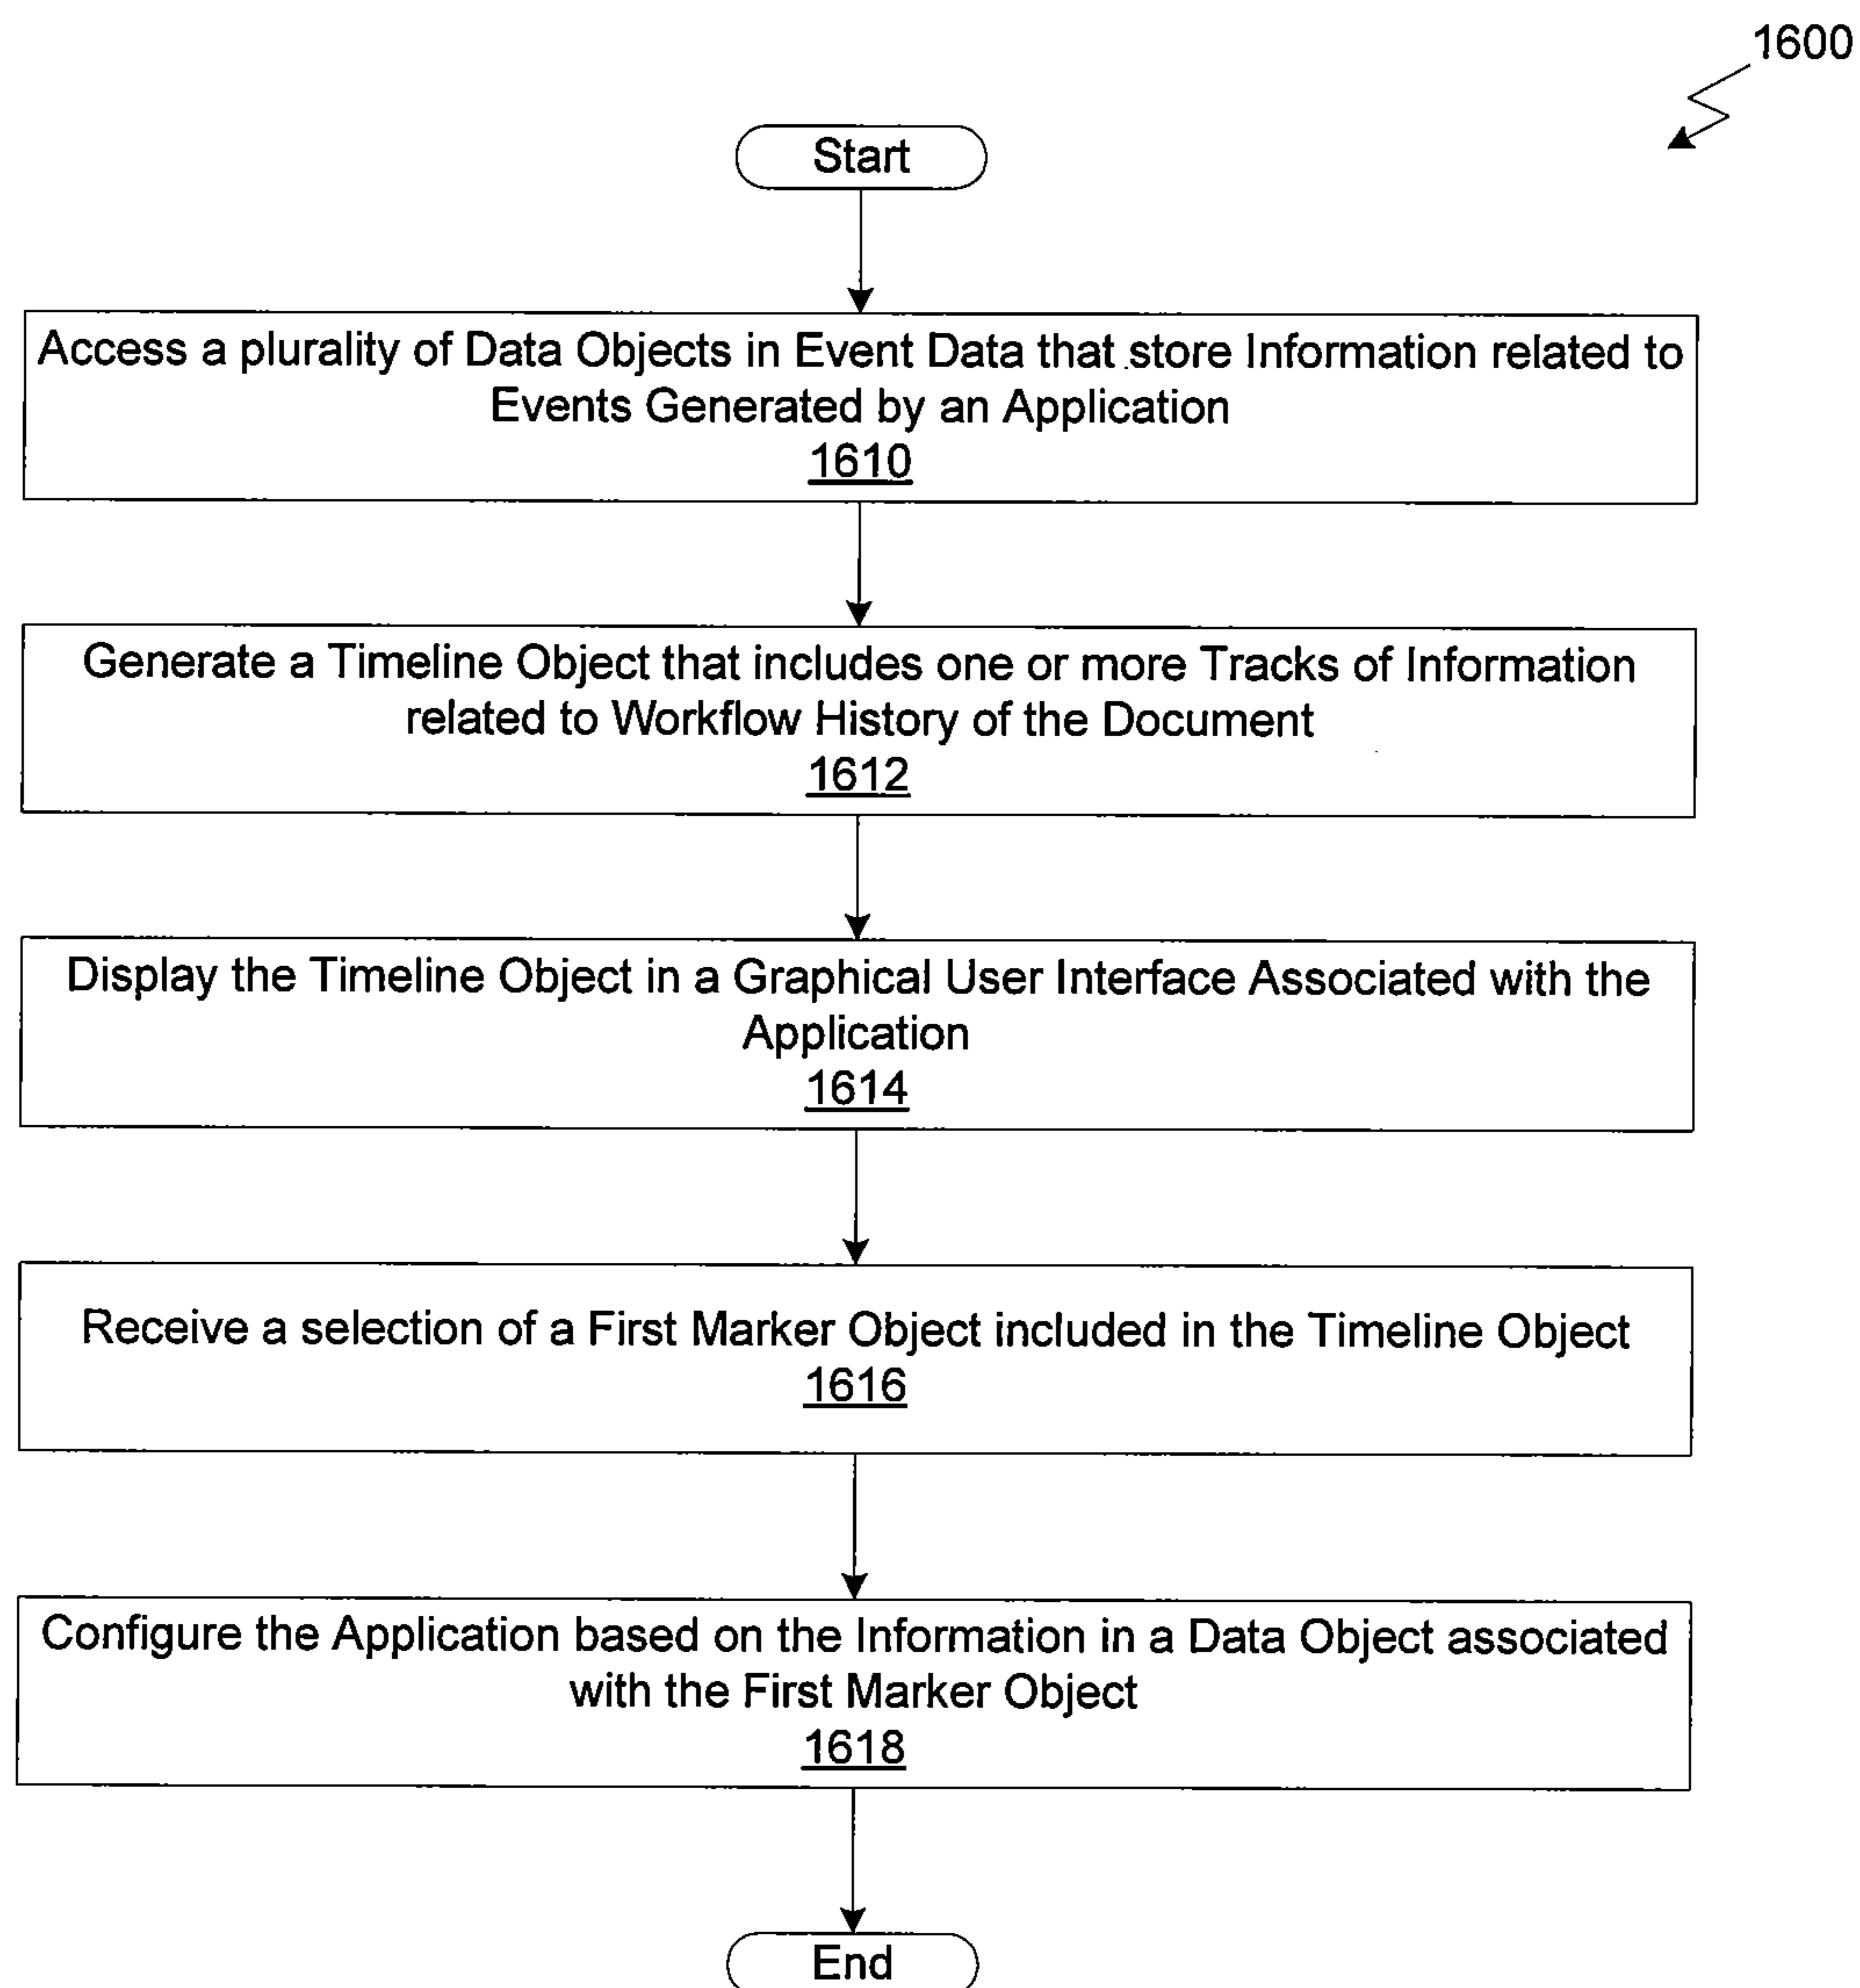 1600
Start
Access a plurality of Data Objects in Event Data that store Information related to
Events Generated by an Application
1610
Generate a Timeline Object that includes one or more Tracks of Information
related to Workflow History of the Document
1612
Display the Timeline Object in a Graphical User Interface Associated with the
Application
1614
Receive a selection of a First Marker Object included in the Timeline Object
1616
Configure the Application based on the Information in a Data Object associated
with the First Marker Object
1618
End